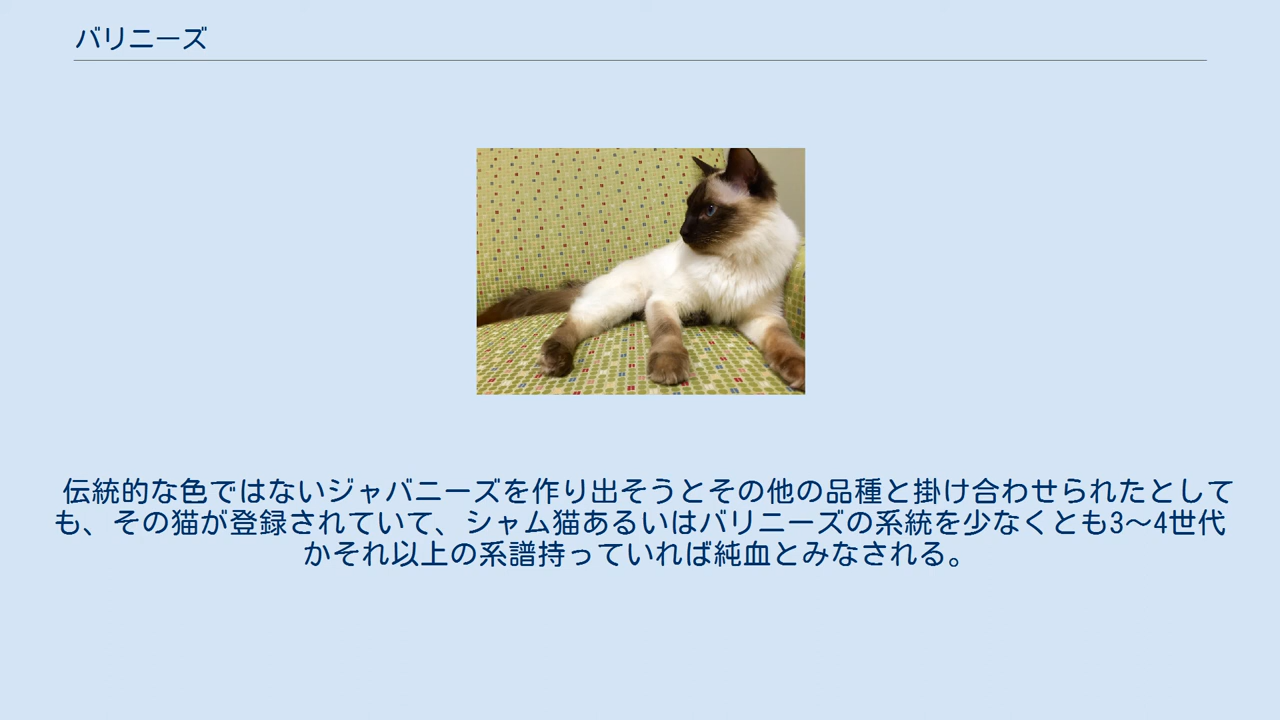 バリニーズ
伝統的な色ではないジャバニーズを作り出そうとその他の品種と掛け合わせられたとして
も、その猫が登録されていて、シャム猫あるいはバリニーズの系統を少なくとも3〜4世代
かそれ以上の系譜持っていれば純血とみなされる。